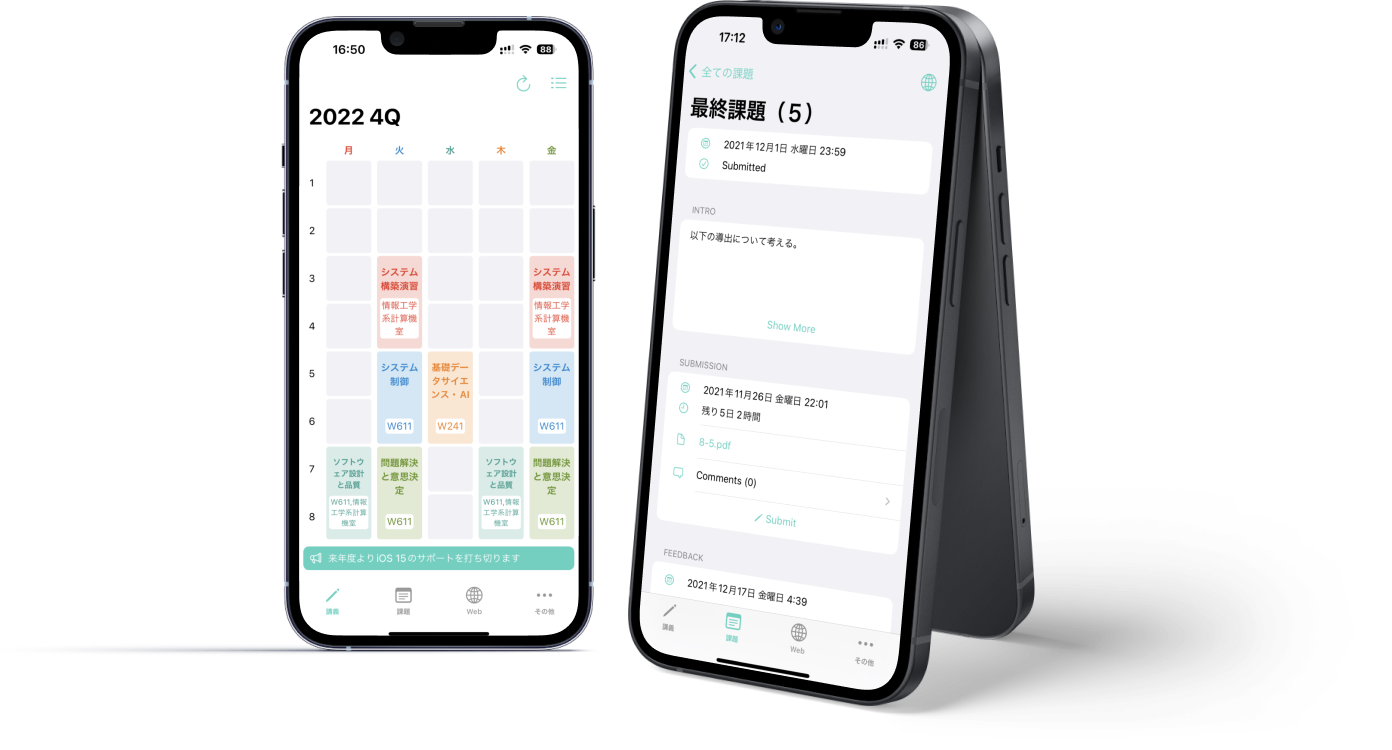 16:50
88
2022 4Q
月 火 水 木 金
1
2
3
システム
構築演習
情報工学
系計算機
室
システム
構築演習
情報工学
系計算機
室
4
5
システム
制御
W611
基礎デー
タサイエ
ンス・AI
W241
システム
制御
W611
6
7
ソフトウ
ェア設計
と品質
W611,情報
工学系計算
機室
問題解決
と意思決
定
W611
ソフトウ
ェア設計
と品質
W611,情報
工学系計算
機室
問題解決
と意思決
定
W611
8
来年度よりiOS 15のサポートを打ち切ります
講義 課題 Web その他
17:12
86
全ての課題
最終課題（5）
2021年12月1日 水曜日 23:59
Submitted
INTRO
以下の導出について考える。
Show More
SUBMISSION
2021年11月26日 金曜日 22:01
残り5日 2時間
8-5.pdf
Comments (0)
Submit
FEEDBACK
2021年12月17日 金曜日 4:39
講義 課題 Web その他